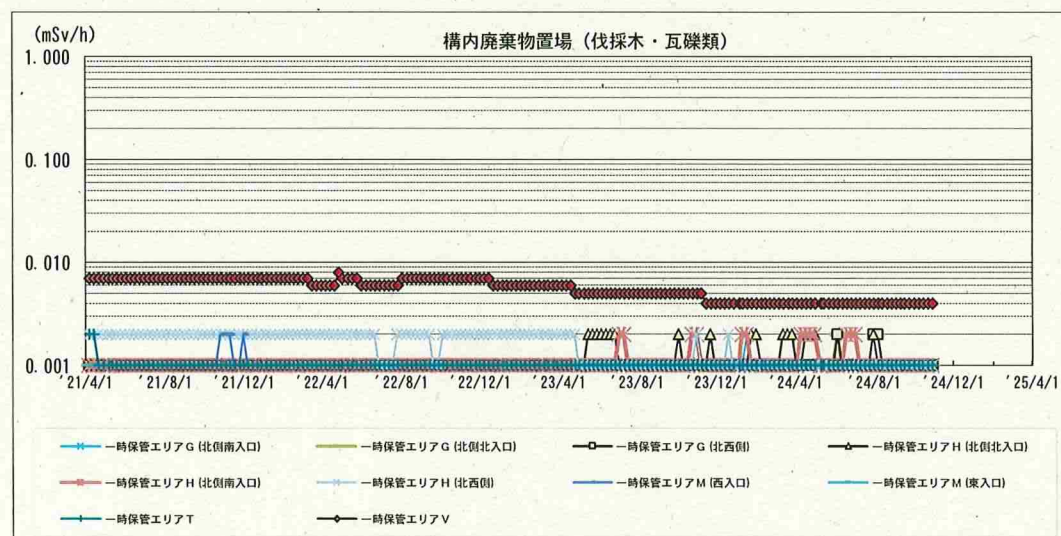 (mSv/h)
構内廃棄物置場（伐採木・瓦礫類）
1.000
0.100
0.010
0.001
'21/4/1 '21/8/1 '21/12/1 '22/4/1 '22/8/1 '22/12/1 '23/4/1 '23/8/1 '23/12/1 '24/4/1 '24/8/1 '24/12/1 '25/4/1
一時保管エリアG (北側南入口) 一時保管エリアG (北側北入口) 一時保管エリアG (北西側) 一時保管エリアH (北側北入口)
一時保管エリアH (北側南入口) 一時保管エリアH (北西側) 一時保管エリアM (西入口) 一時保管エリアM (東入口)
一時保管エリアT 一時保管エリアV